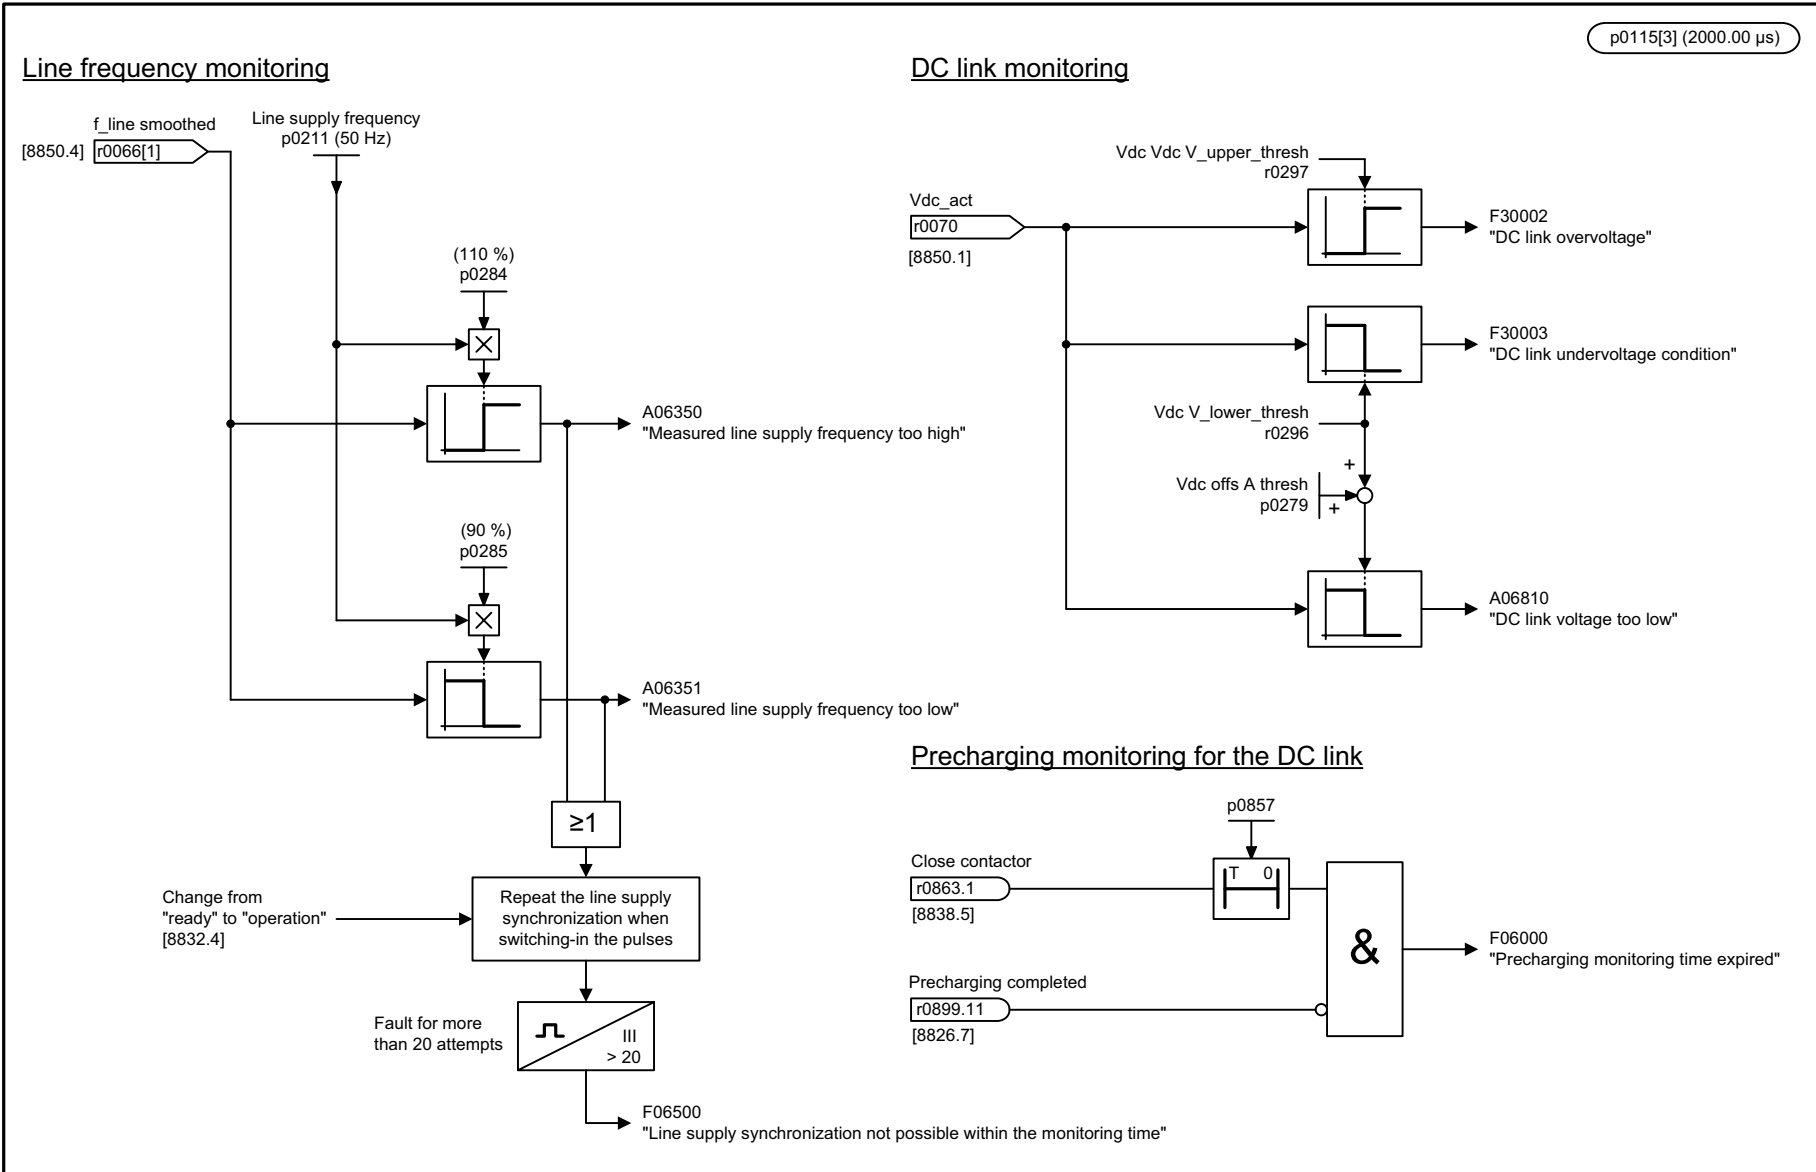 p0115[3] (2000.00 µs)
Line frequency monitoring
f_line smoothed
[8850.4]
r0066[1]
Line supply frequency
p0211 (50 Hz)
(110 %)
p0284
A06350
"Measured line supply frequency too high"
(90 %)
p0285
A06351
"Measured line supply frequency too low"
≥1
Change from
"ready" to "operation"
[8832.4]
Repeat the line supply
synchronization when
switching-in the pulses
Fault for more
than 20 attempts
III
> 20
F06500
"Line supply synchronization not possible within the monitoring time"
DC link monitoring
Vdc Vdc V_upper_thresh
r0297
Vdc_act
r0070
[8850.1]
F30002
"DC link overvoltage"
F30003
"DC link undervoltage condition"
Vdc V_lower_thresh
r0296
+
Vdc offs A thresh
p0279
+
A06810
"DC link voltage too low"
Precharging monitoring for the DC link
p0857
Close contactor
r0863.1
[8838.5]
T 0
Precharging completed
r0899.11
[8826.7]
&
F06000
"Precharging monitoring time expired"